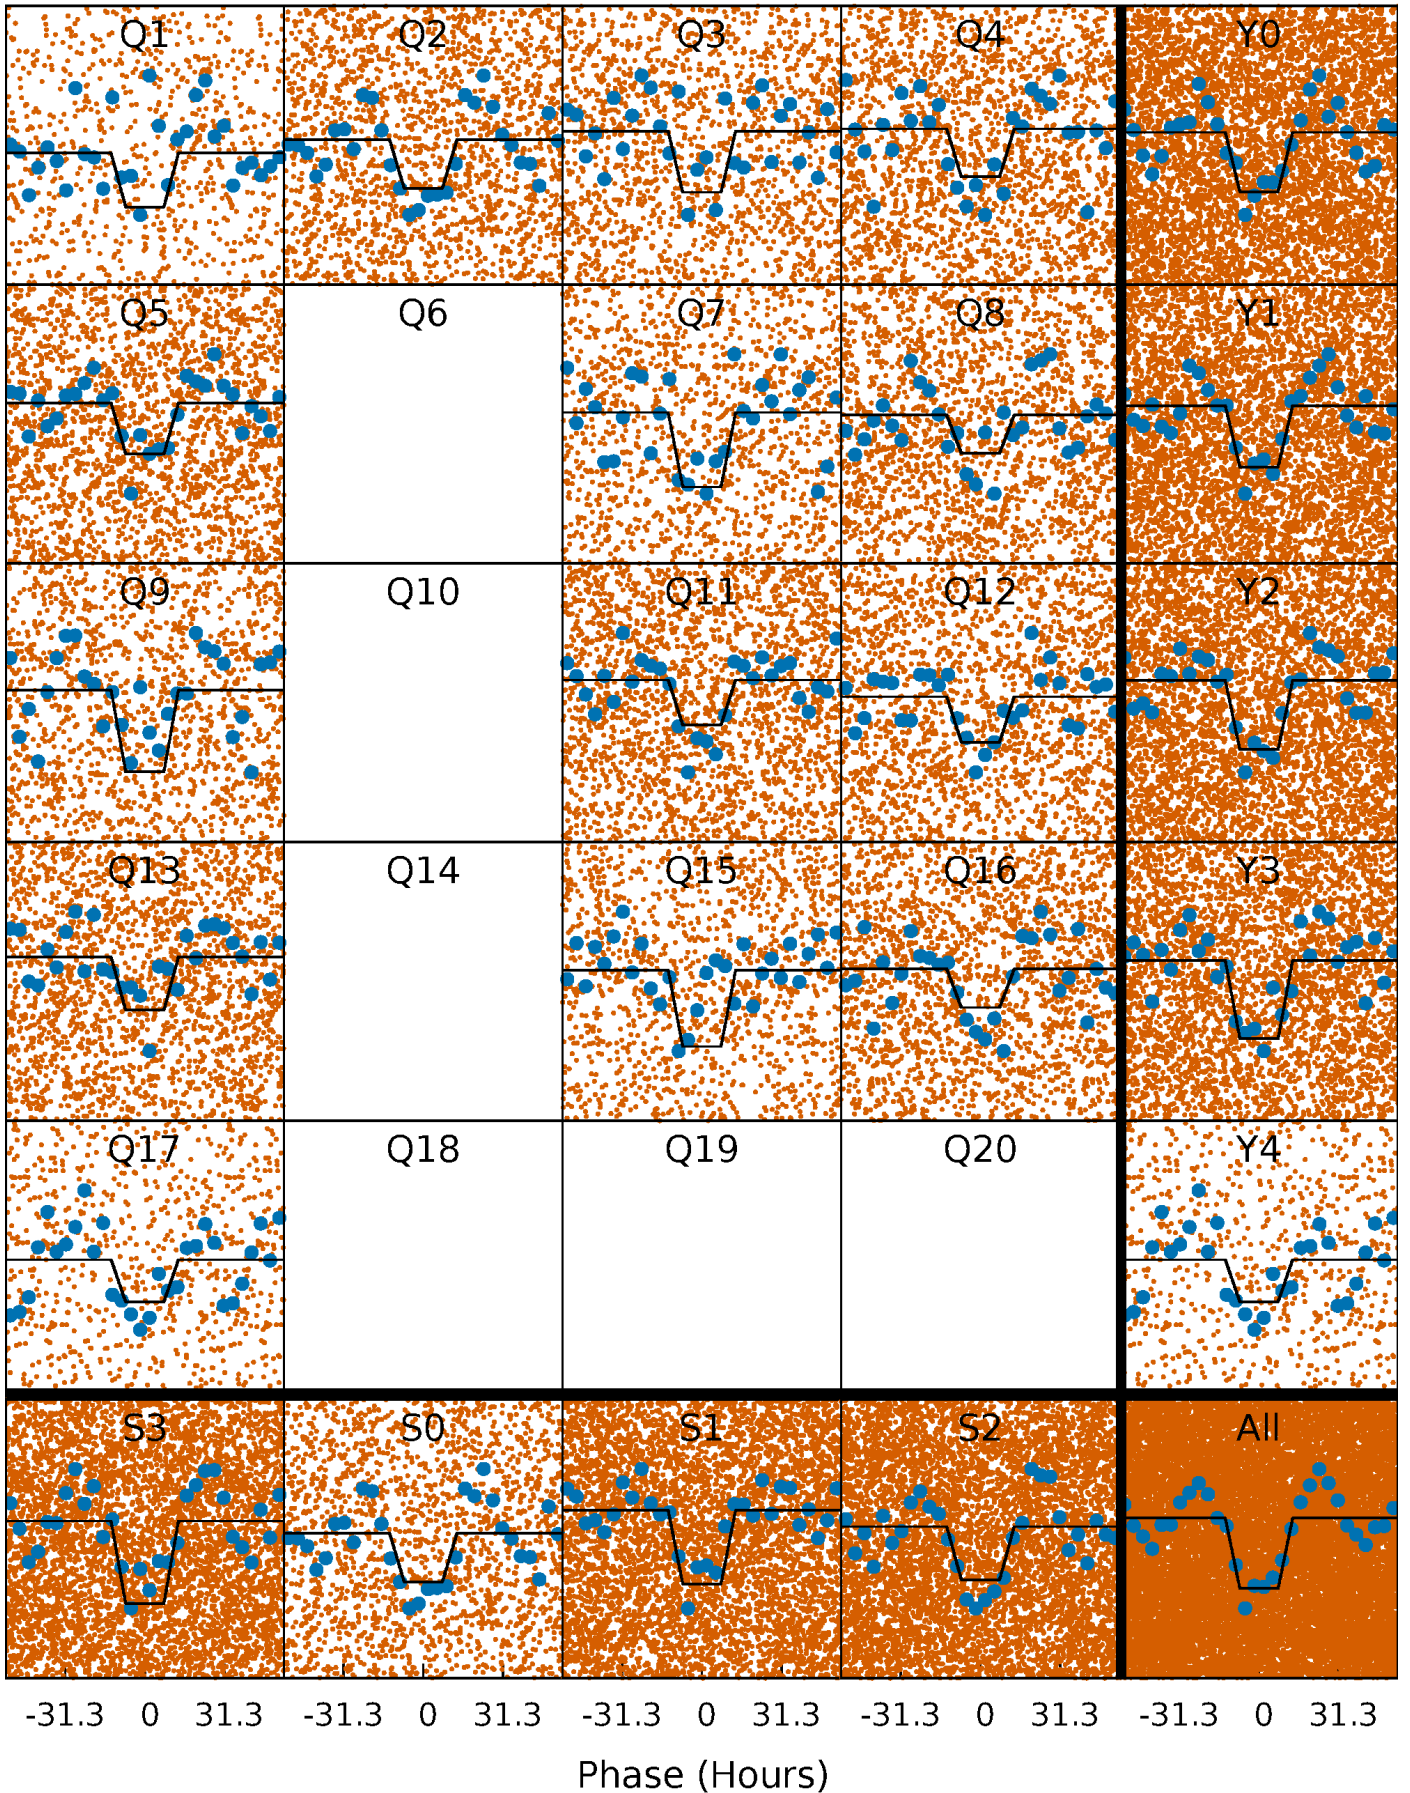 Q1 Q2 Q3 Q4 Y0
Q5 Q6 Q7 Q8 Y1
Q9 Q10 Q11 Q12 Y2
Q13 Q14 Q15 Q16 Y3
Q17 Q18 Q19 Q20 Y4
S3 S0 S1 S2 All
-31.3 0 31.3 -31.3 0 31.3 -31.3 0 31.3 -31.3 0 31.3 -31.3 0 31.3
Phase (Hours)